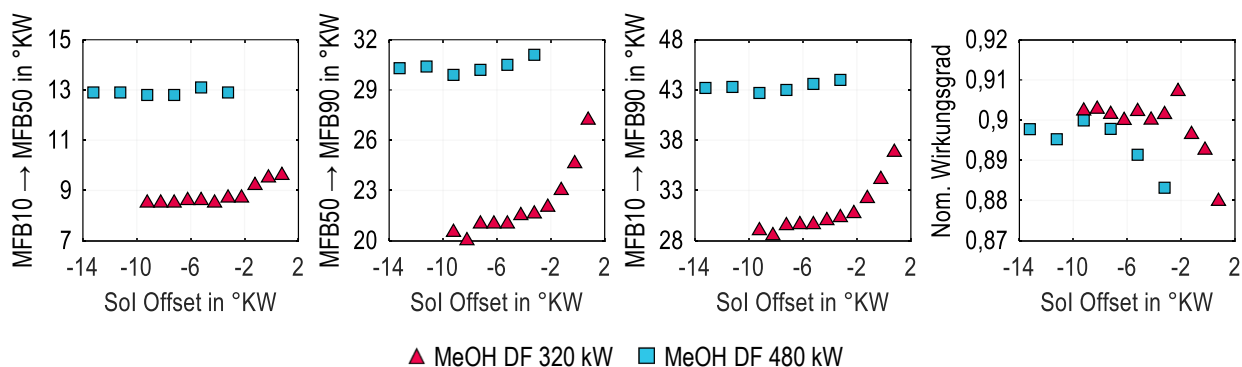 MFB10 → MFB50 in °KW
15
13
11
9
7
-14 -10 -6 -2 2
Sol Offset in °KW
MFB50 → MFB90 in °KW
32
29
26
23
20
-14 -10 -6 -2 2
Sol Offset in °KW
MFB10 → MFB90 in °KW
48
43
38
33
28
-14 -10 -6 -2 2
Sol Offset in °KW
Nom. Wirkungsgrad
0,92
0,91
0,9
0,89
0,88
0,87
-14 -10 -6 -2 2
Sol Offset in °KW
MeOH DF 320 kW MeOH DF 480 kW